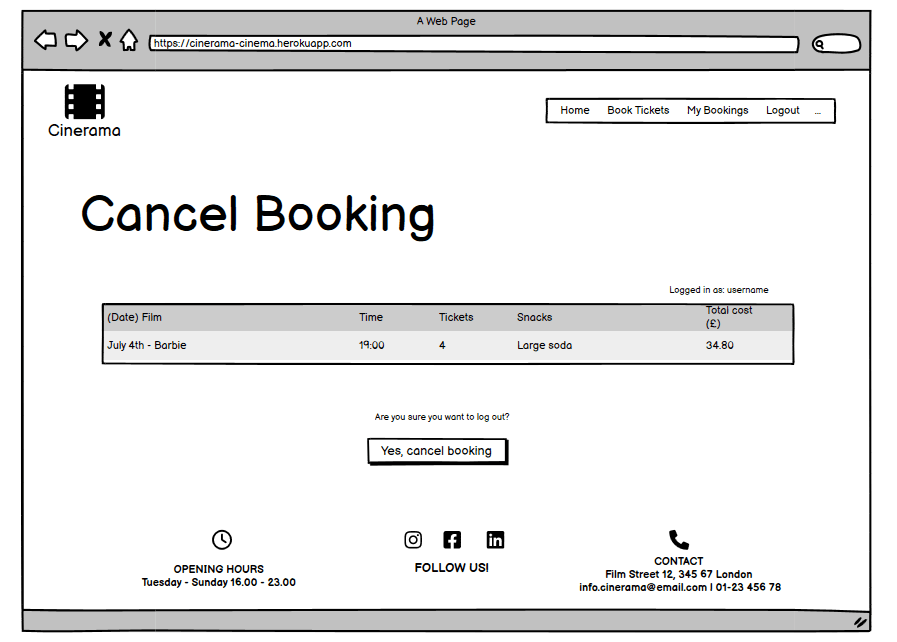 A Web Page
https://cinerama-cinema.herokuapp.com
Cinerama
Home Book Tickets My Bookings Logout ...
Cancel Booking
Logged in as: username
(Date) Film Time Tickets Snacks Total cost (£)
July 4th - Barbie 19:00 4 Large soda 34.80
Are you sure you want to log out?
Yes, cancel booking
OPENING HOURS
Tuesday - Sunday 16.00 - 23.00
FOLLOW US!
CONTACT
Film Street 12, 345 67 London
info.cinerama@email.com I 01-23 456 78